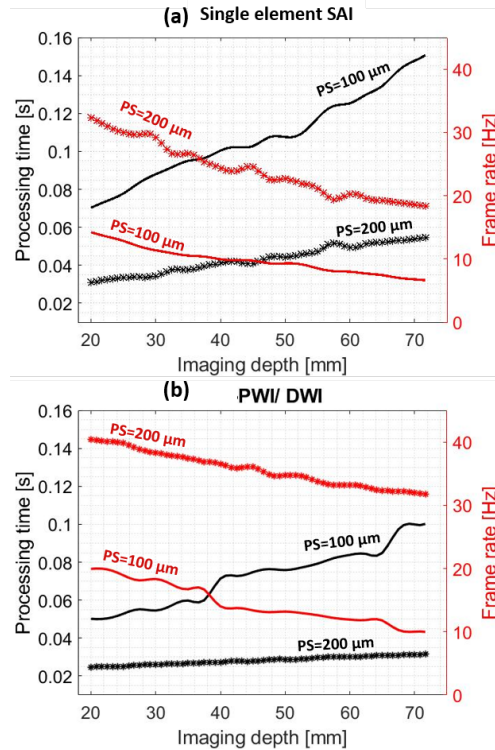 (a) Single element SAI
0.16
0.14
0.12
0.1
0.08
0.06
0.04
0.02
Processing time [s]
PS=100 µm
PS=200 µm
PS=100 µm
PS=200 µm
40
30
20
10
0
Frame rate [Hz]
20 30 40 50 60 70
Imaging depth [mm]
(b) PWI/ DWI
0.16
0.14
0.12
0.1
0.08
0.06
0.04
0.02
Processing time [s]
PS=200 µm
PS=100 µm
PS=100 µm
PS=200 µm
40
30
20
10
0
Frame rate [Hz]
20 30 40 50 60 70
Imaging depth [mm]